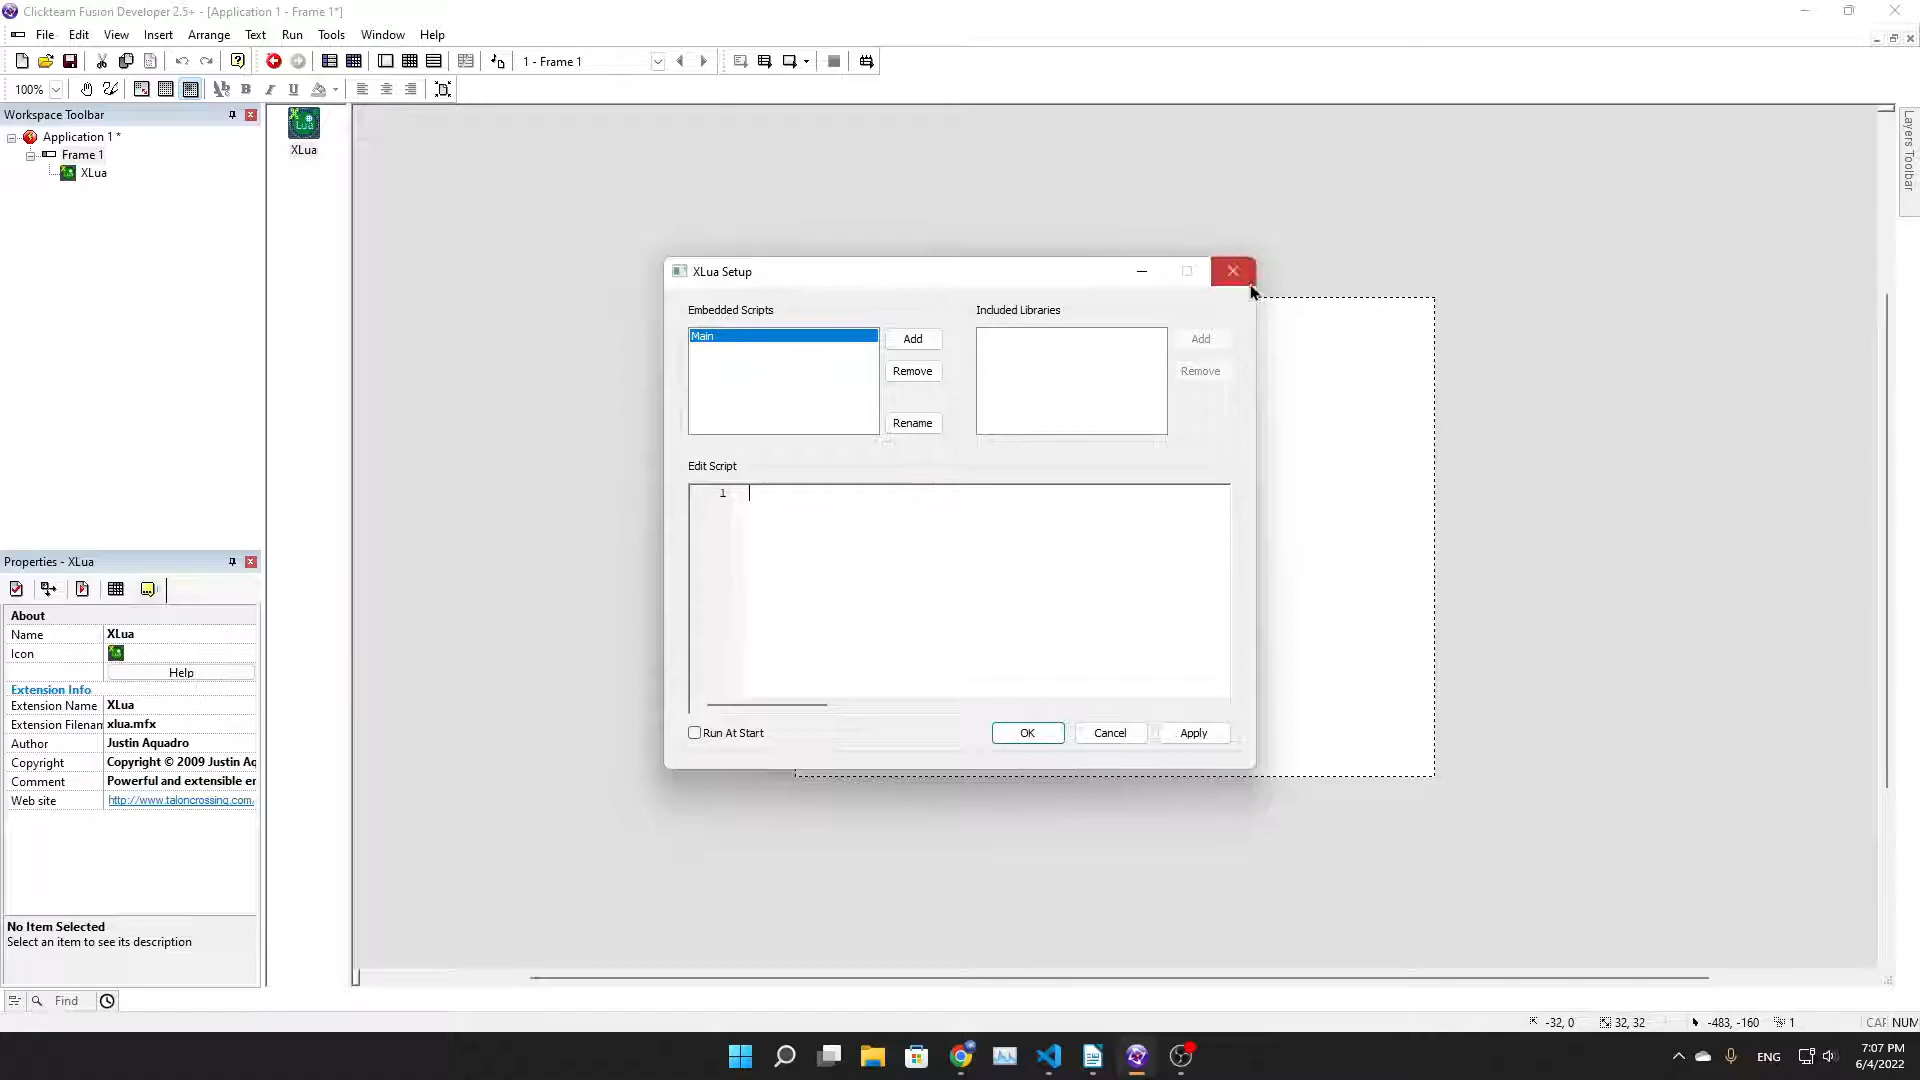 Clickteam Fusion Developer 2.5+ - [Application 1 - Frame 1*]
File Edit View Insert Arrange Text Run Tools Window Help
1 - Frame 1
100%
Workspace Toolbar
Application 1 *
Frame 1
XLua
XLua
Layers Toolbar
XLua Setup
Embedded Scripts
Included Libraries
Main
Add
Remove
Rename
Add
Remove
Edit Script
1
Run At Start
OK
Cancel
Apply
Properties - XLua
About
Name XLua
Icon
Help
Extension Info
Extension Name XLua
Extension Filenam xlua.mfx
Author Justin Aquadro
Copyright Copyright © 2009 Justin Aq
Comment Powerful and extensible er
Web site http://www.taloncrossing.com/
No Item Selected
Select an item to see its description
Find
-32, 0 32, 32 -483, -160 1 CAP NUM
ENG
7:07 PM
6/4/2022